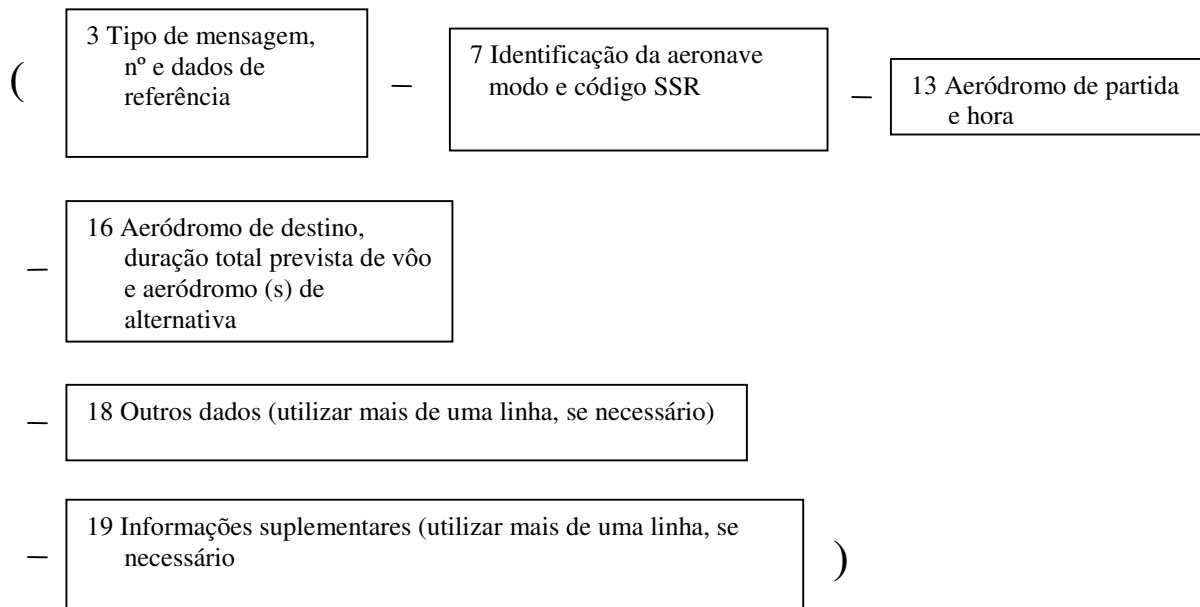 (
3 Tipo de mensagem,
nº e dados de
referência
–
7 Identificação da aeronave
modo e código SSR
–
13 Aeródromo de partida
e hora
–
16 Aeródromo de destino,
duração total prevista de vôo
e aeródromo (s) de
alternativa
–
18 Outros dados (utilizar mais de uma linha, se necessário)
–
19 Informações suplementares (utilizar mais de uma linha, se
necessário
)